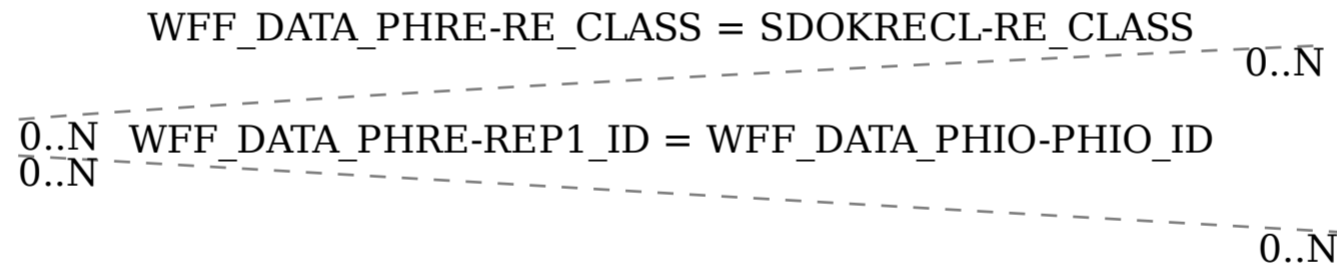 WFF_DATA_PHRE-RE_CLASS = SDOKRECL-RE_CLASS
0..N
0..N WFF_DATA_PHRE-REP1_ID = WFF_DATA_PHIO-PHIO_ID
0..N
0..N